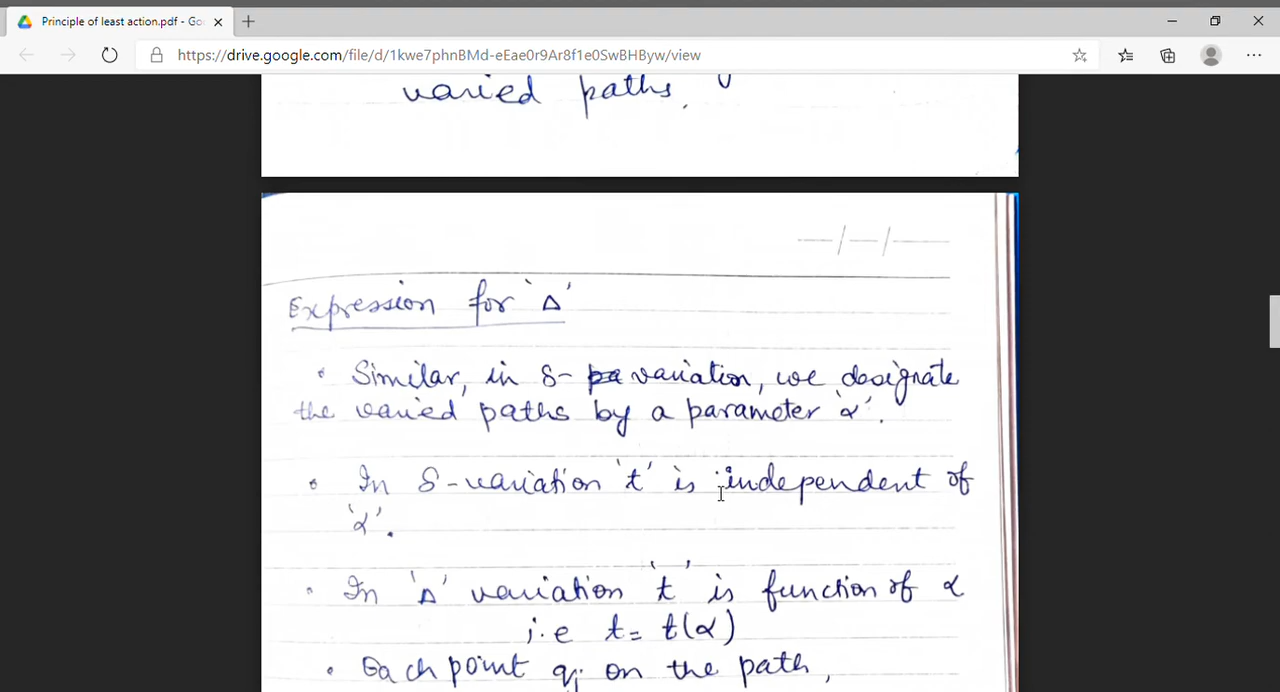 Principle of least action.pdf - Go
https://drive.google.com/file/d/1kwe7phnBMd-eEae0r9Ar8f1e0SwBHByw/view
varied paths.
—/—/—
Expression for 'Δ'
• Similar, in δ- variation, we designate
the varied paths by a parameter 'α'.
• In δ-variation 't' is independent of
'α'.
• In 'Δ' variation 't' is function of α
i.e t = t(α)
• Each point qj on the path,